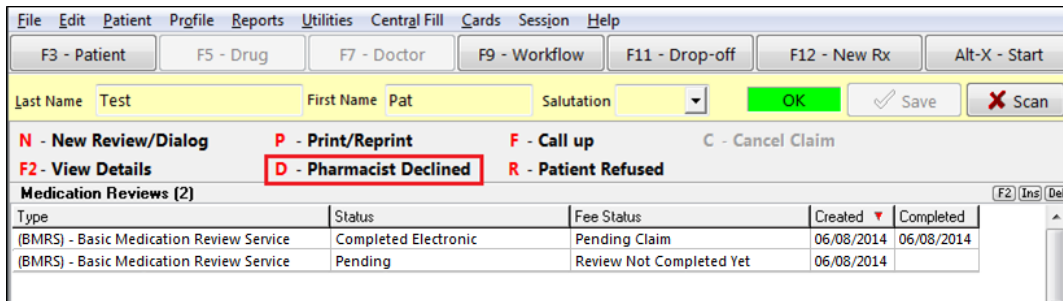 File Edit Patient Profile Reports Utilities Central Fill Cards Session Help
F3 - Patient F5 - Drug F7 - Doctor F9 - Workflow F11 - Drop-off F12 - New Rx Alt-X - Start
Last Name Test First Name Pat Salutation OK Save Scan
N - New Review/Dialog P - Print/Reprint F - Call up C - Cancel Claim
F2 - View Details D - Pharmacist Declined R - Patient Refused
Medication Reviews (2) F2 Ins Del
Type Status Fee Status Created Completed
(BMRS) - Basic Medication Review Service Completed Electronic Pending Claim 06/08/2014 06/08/2014
(BMRS) - Basic Medication Review Service Pending Review Not Completed Yet 06/08/2014